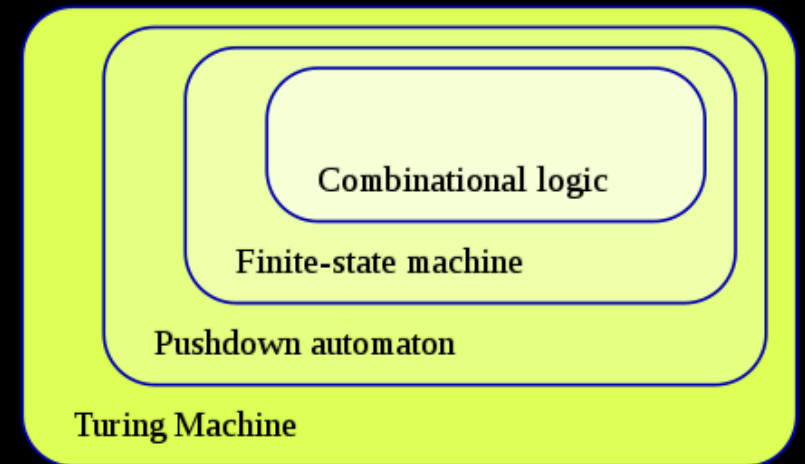 Combinational logic
Finite-state machine
Pushdown automaton
Turing Machine